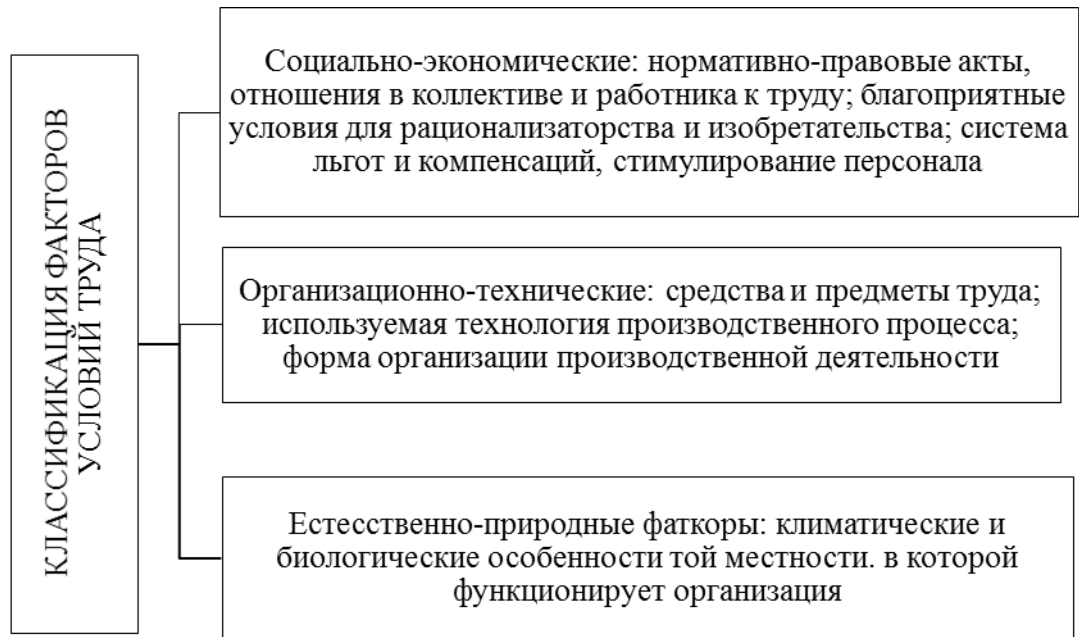 КЛАССИФИКАЦИЯ ФАКТОРОВ
УСЛОВИЙ ТРУДА
Социально-экономические: нормативно-правовые акты,
отношения в коллективе и работника к труду; благоприятные
условия для рационализаторства и изобретательства; система
льгот и компенсаций, стимулирование персонала
Организационно-технические: средства и предметы труда;
используемая технология производственного процесса;
форма организации производственной деятельности
Естесственно-природные фаткоры: климатические и
биологические особенности той местности. в которой
функционирует организация